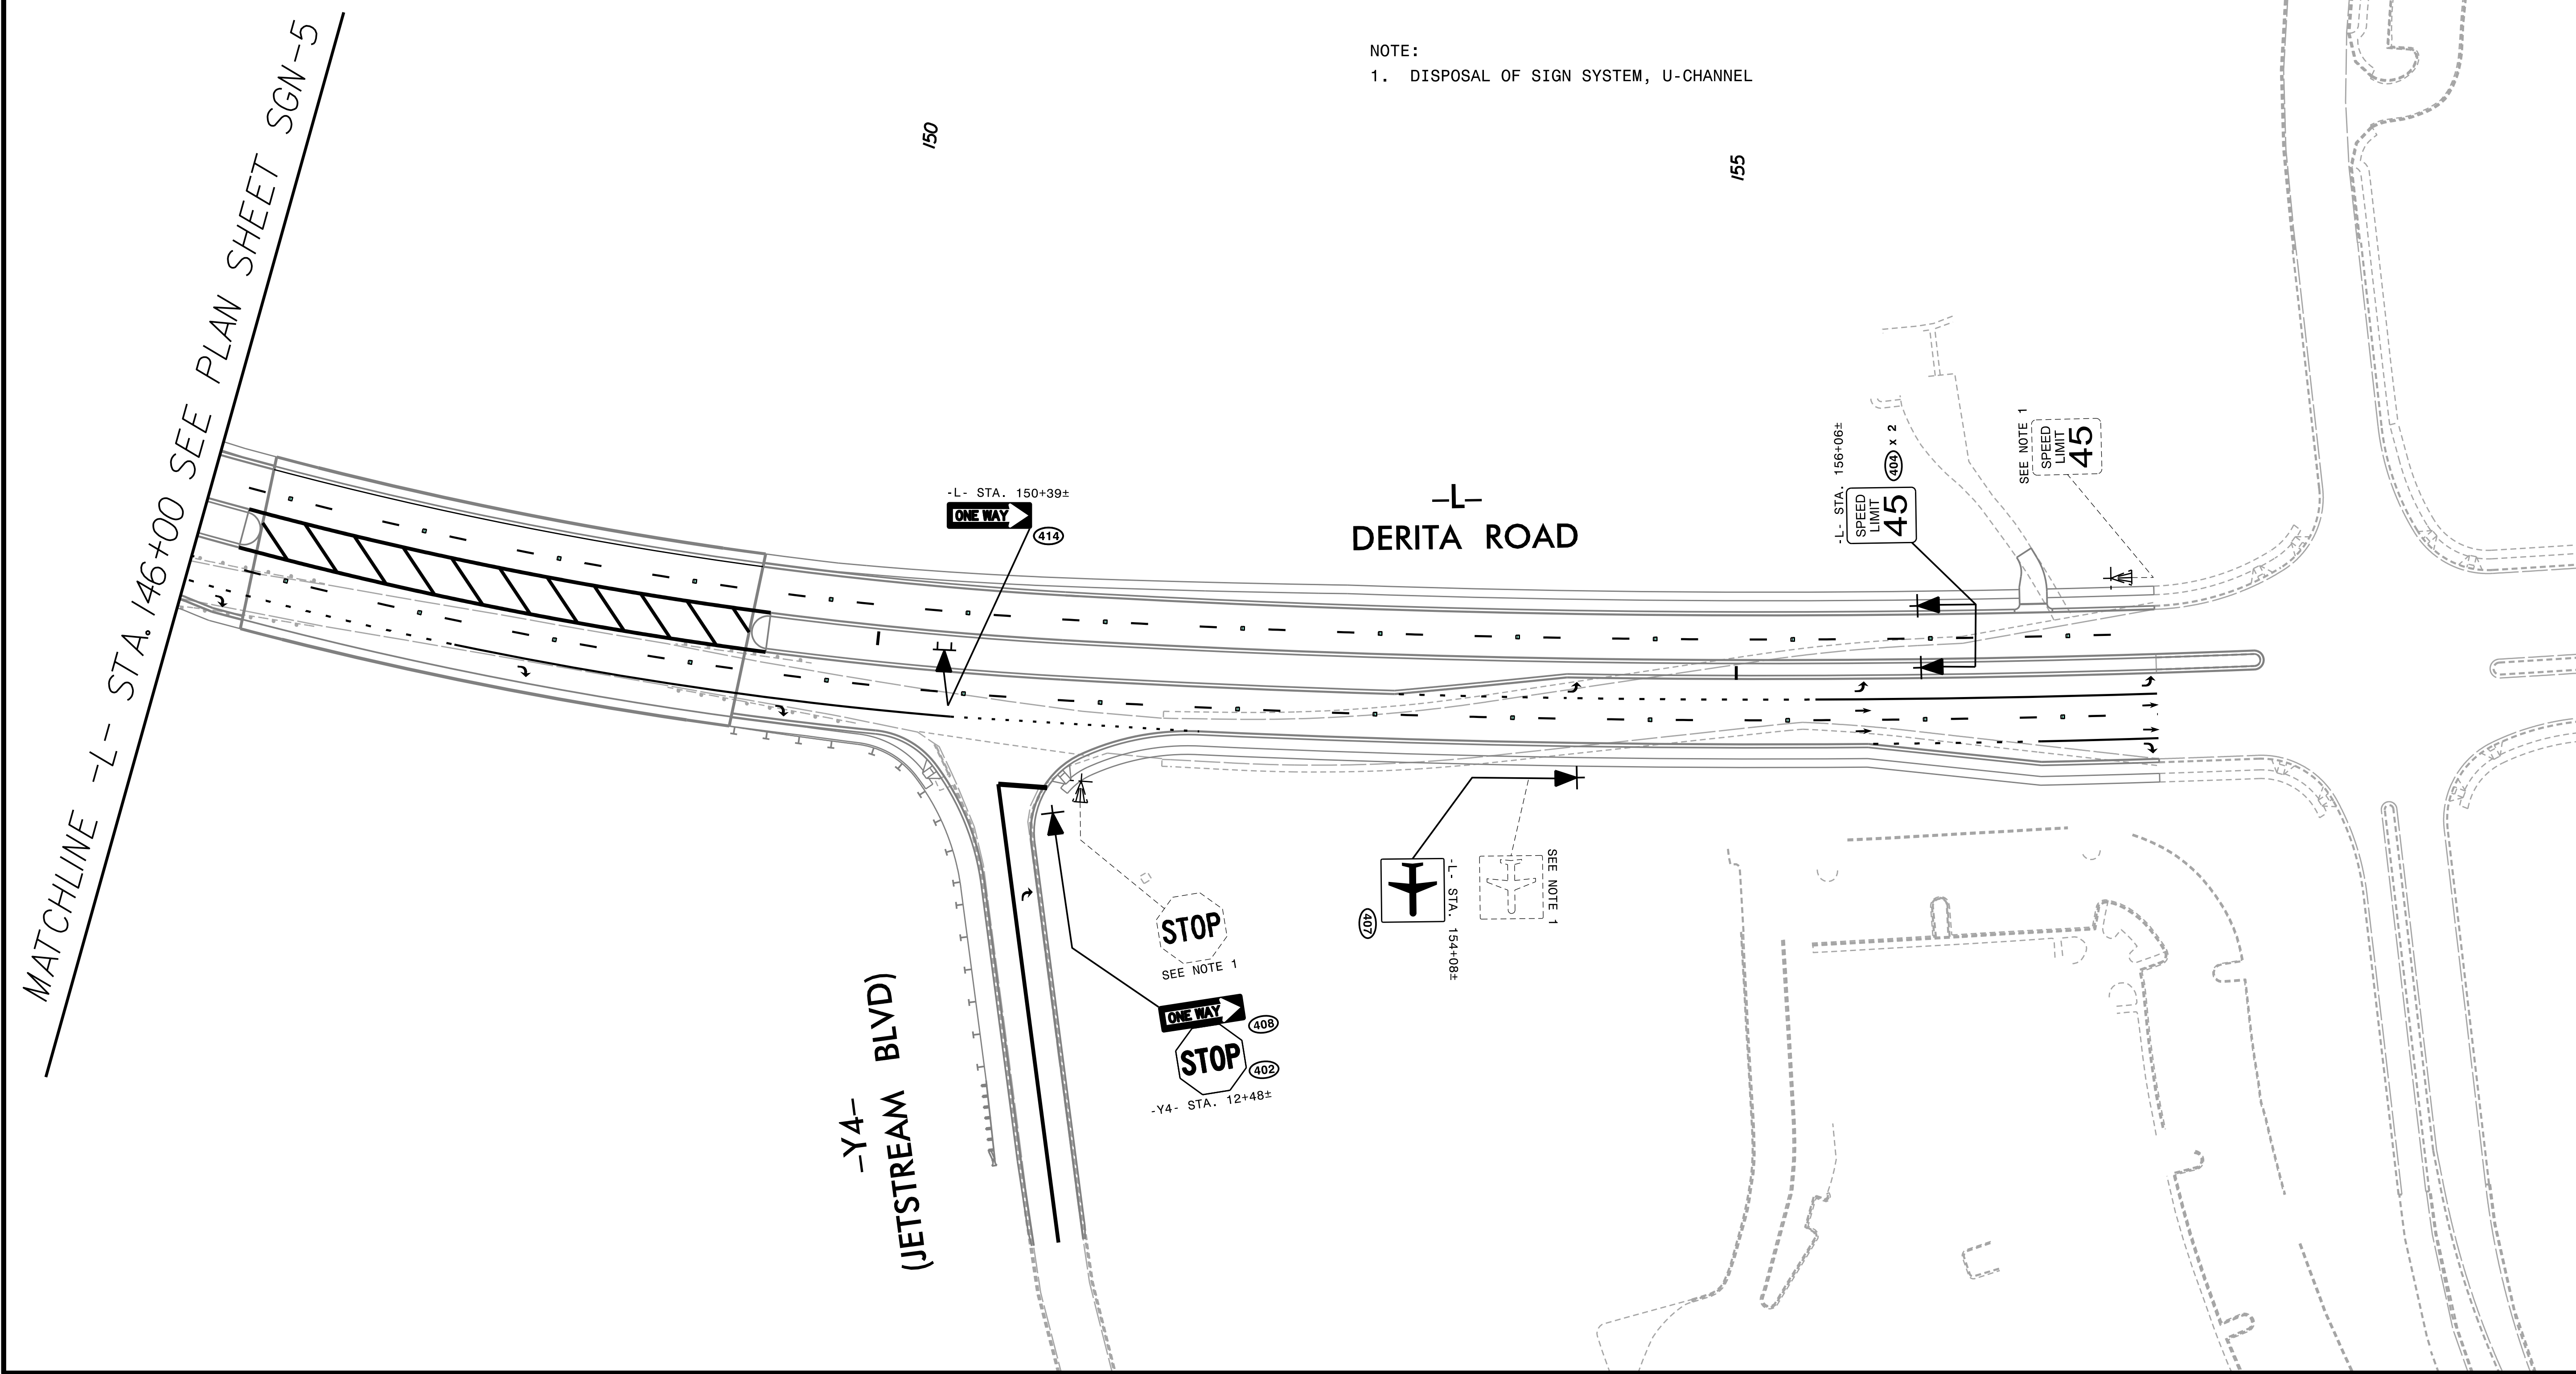 MATCHLINE -L- STA. 146+00 SEE PLAN SHEET SGN-5
NOTE:
1. DISPOSAL OF SIGN SYSTEM, U-CHANNEL
150
155
-L- STA. 150+39±
ONE WAY
414
-L-
DERITA ROAD
-L- STA. 156+06±
SPEED
LIMIT
45
404 x 2
SEE NOTE 1
SPEED
LIMIT
45
STOP
SEE NOTE 1
ONE WAY
408
STOP
402
-Y4- STA. 12+48±
407
-L- STA. 154+08±
SEE NOTE 1
-Y4-
(JETSTREAM BLVD)